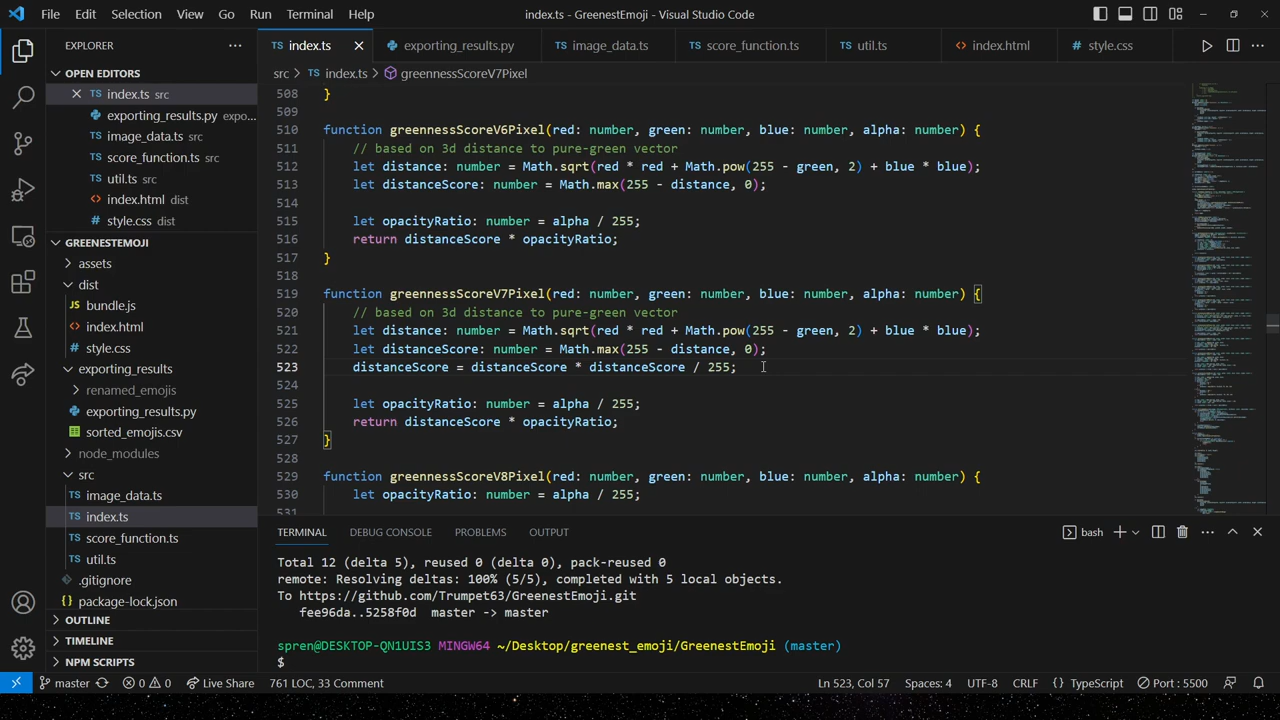 File Edit Selection View Go Run Terminal Help
index.ts - GreenestEmoji - Visual Studio Code
EXPLORER
OPEN EDITORS
index.ts src
exporting_results.py expo...
image_data.ts src
score_function.ts src
util.ts src
index.html dist
style.css dist
GREENESTEMOJI
assets
dist
bundle.js
index.html
style.css
exporting_results
renamed_emojis
exporting_results.py
sorted_emojic.csv
node_modules
src
image_data.ts
index.ts
score_function.ts
util.ts
.gitignore
package-lock.json
OUTLINE
TIMELINE
NPM SCRIPTS
index.ts exporting_results.py image_data.ts score_function.ts util.ts index.html style.css
src > index.ts > greennessScoreV7Pixel
508 }
509
510 function greennessScoreV6Pixel(red: number, green: number, blue: number, alpha: number) {
511 // based on 3d distance to pure-green vector
512 let distance: number = Math.sqrt(red * red + Math.pow(255 - green, 2) + blue * blue);
513 let distanceScore: number = Math.max(255 - distance, 0);
514
515 let opacityRatio: number = alpha / 255;
516 return distanceScore * opacityRatio;
517 }
518
519 function greennessScoreV7Pixel(red: number, green: number, blue: number, alpha: number) {
520 // based on 3d distance to pure-green vector
521 let distance: number = Math.sqrt(red * red + Math.pow(255 - green, 2) + blue * blue);
522 let distanceScore: number = Math.max(255 - distance, 0);
523 distanceScore = distanceScore * distanceScore / 255;
524
525 let opacityRatio: number = alpha / 255;
526 return distanceScore * opacityRatio;
527 }
528
529 function greennessScorePixel(red: number, green: number, blue: number, alpha: number) {
530 let opacityRatio: number = alpha / 255;
531
TERMINAL DEBUG CONSOLE PROBLEMS OUTPUT
bash
Total 12 (delta 5), reused 0 (delta 0), pack-reused 0
remote: Resolving deltas: 100% (5/5), completed with 5 local objects.
To https://github.com/Trumpet63/GreenestEmoji.git
fee96da..5258f0d master -> master
spren@DESKTOP-QN1UIS3 MINGW64 ~/Desktop/greenest_emoji/GreenestEmoji (master)
$
master 0 0 Live Share 761 LOC, 33 Comment Ln 523, Col 57 Spaces: 4 UTF-8 CRLF TypeScript Port : 5500